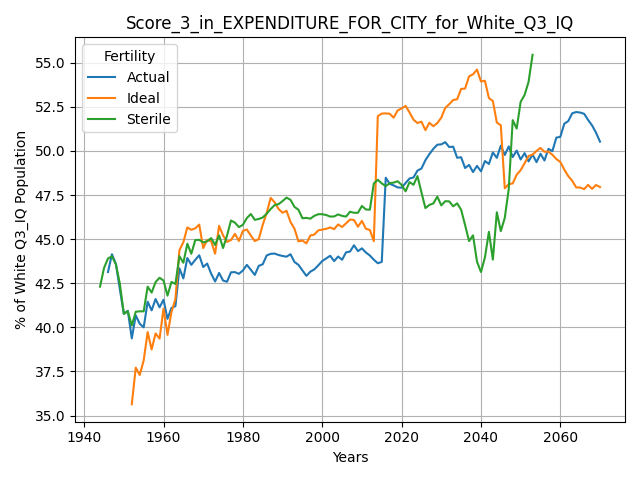 Score_3_in_EXPENDITURE_FOR_CITY_for_White_Q3_IQ
Fertility
Actual
Ideal
Sterile
% of White Q3_IQ Population
55.0
52.5
50.0
47.5
45.0
42.5
40.0
37.5
35.0
1940 1960 1980 2000 2020 2040 2060
Years